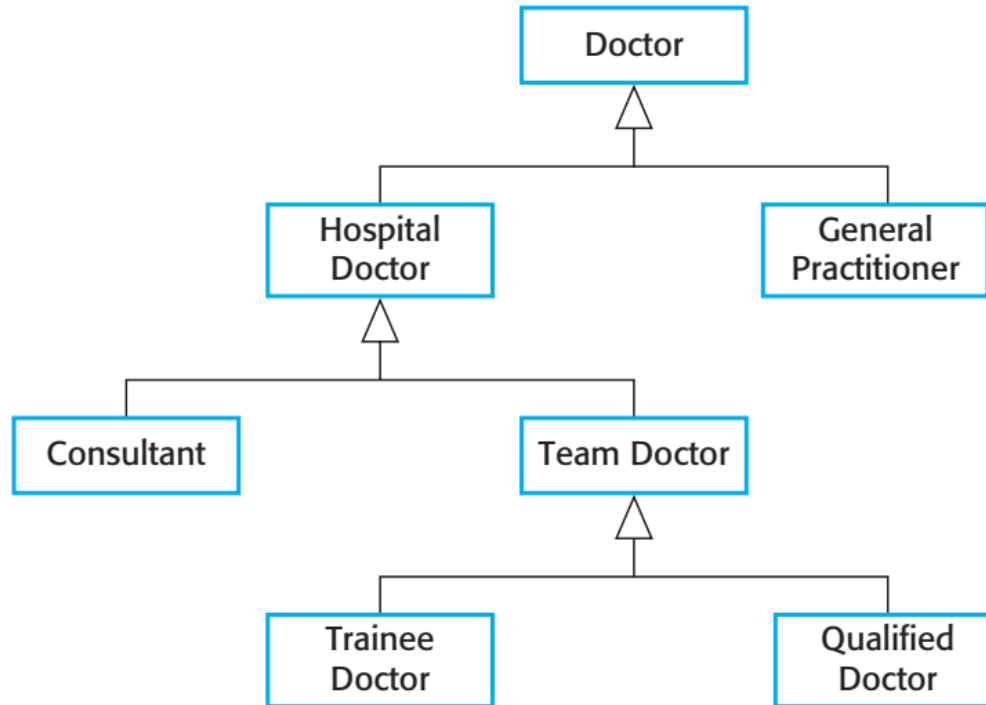 Doctor
Hospital
Doctor
General
Practitioner
Consultant
Team Doctor
Trainee
Doctor
Qualified
Doctor